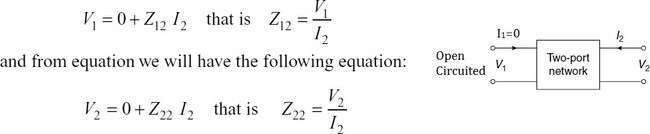 V₁ = 0 + Z₁₂ I₂ that is Z₁₂ = V₁/I₂
and from equation we will have the following equation:
V₂ = 0 + Z₂₂ I₂ that is Z₂₂ = V₂/I₂
I₁=0
I₂
Open
Circuited
V₁
Two-port
network
V₂